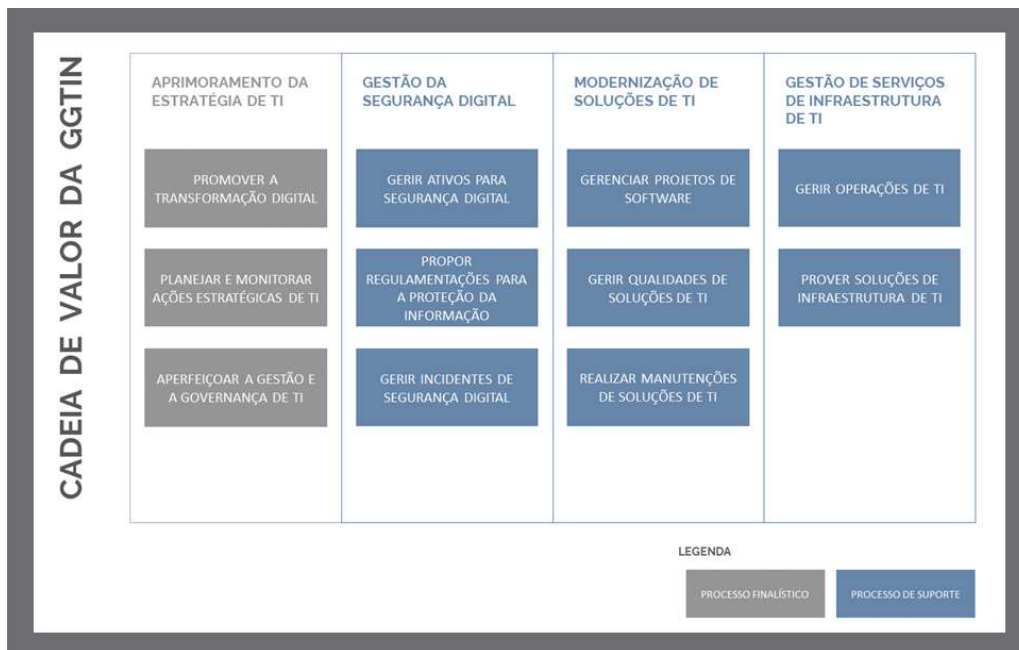 CADEIA DE VALOR DA GGTIN
APRIMORAMENTO DA
ESTRATÉGIA DE TI
PROMOVER A
TRANSFORMAÇÃO DIGITAL
PLANEJAR E MONITORAR
AÇÕES ESTRATÉGICAS DE TI
APERFEIÇOAR A GESTÃO E
A GOVERNANÇA DE TI
GESTÃO DA
SEGURANÇA DIGITAL
GERIR ATIVOS PARA
SEGURANÇA DIGITAL
PROPOR
REGULAMENTAÇÕES PARA
A PROTEÇÃO DA
INFORMAÇÃO
GERIR INCIDENTES DE
SEGURANÇA DIGITAL
MODERNIZAÇÃO DE
SOLUÇÕES DE TI
GERENCIAR PROJETOS DE
SOFTWARE
GERIR QUALIDADES DE
SOLUÇÕES DE TI
REALIZAR MANUTENÇÕES
DE SOLUÇÕES DE TI
GESTÃO DE SERVIÇOS
DE INFRAESTRUTURA
DE TI
GERIR OPERAÇÕES DE TI
PROVER SOLUÇÕES DE
INFRAESTRUTURA DE TI
LEGENDA
PROCESSO FINALÍSTICO
PROCESSO DE SUPORTE